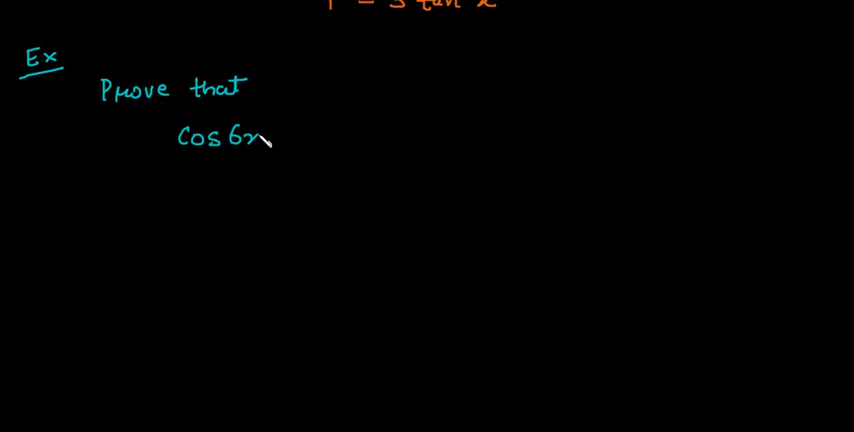 Ex
Prove that
cos 6x